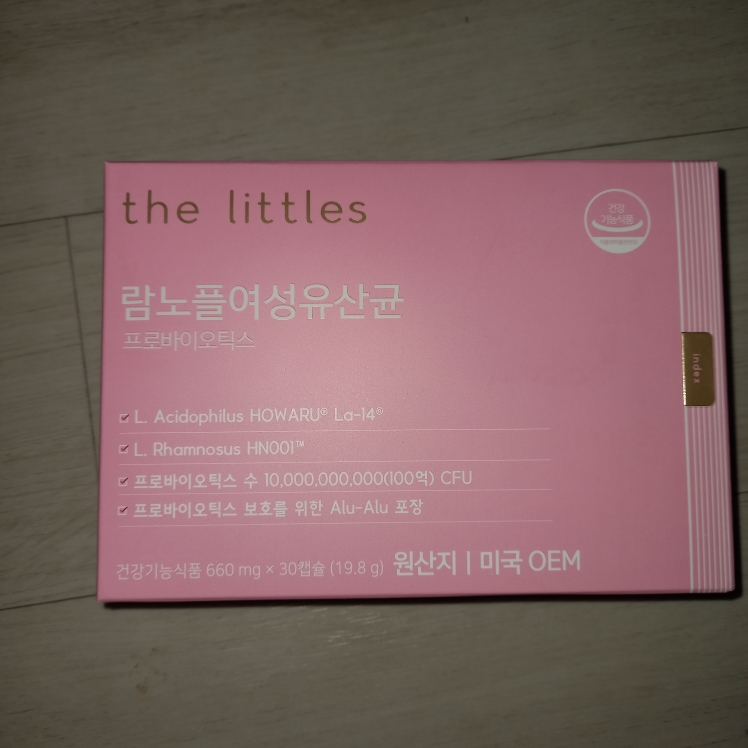 the littles
건강
기능식품
람노플여성유산균
프로바이오틱스
index
L. Acidophilus HOWARU® La-14®
L. Rhamnosus HN001™
프로바이오틱스 수 10,000,000,000(100억) CFU
프로바이오틱스 보호를 위한 Alu-Alu 포장
건강기능식품 660 mg × 30캡슐 (19.8 g) 원산지 | 미국 OEM